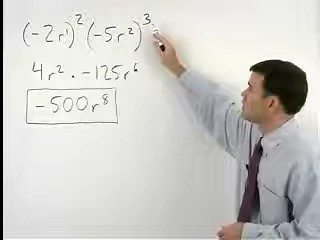 (-2r¹)² (-5r²)³
4r² · -125r⁶
-500r⁸